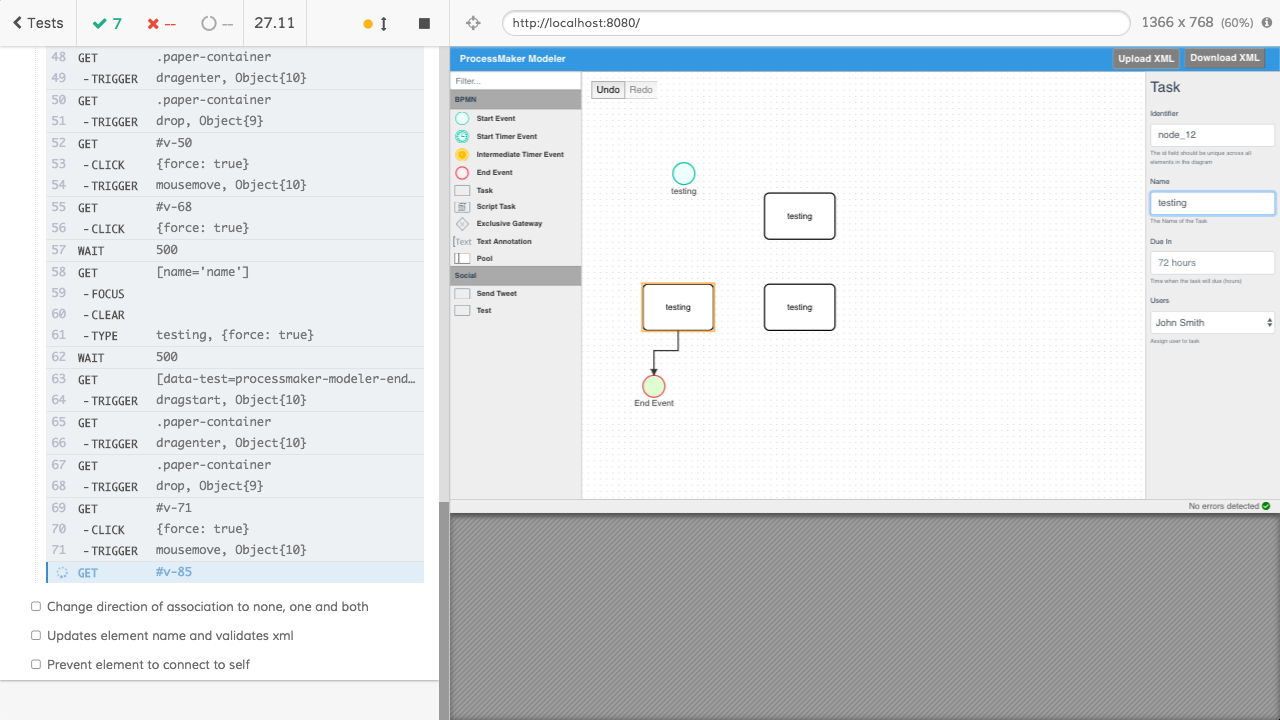 Tests 7 -- -- 27.11
http://localhost:8080/ 1366 x 768 (60%)
48 GET .paper-container
49 -TRIGGER dragenter, Object{10}
50 GET .paper-container
51 -TRIGGER drop, Object{9}
52 GET #v-50
53 -CLICK {force: true}
54 -TRIGGER mousemove, Object{10}
55 GET #v-68
56 -CLICK {force: true}
57 WAIT 500
58 GET [name='name']
59 -FOCUS
60 -CLEAR
61 -TYPE testing, {force: true}
62 WAIT 500
63 GET [data-test=processmaker-modeler-end…
64 -TRIGGER dragstart, Object{10}
65 GET .paper-container
66 -TRIGGER dragenter, Object{10}
67 GET .paper-container
68 -TRIGGER drop, Object{9}
69 GET #v-71
70 -CLICK {force: true}
71 -TRIGGER mousemove, Object{10}
GET #v-85
Change direction of association to none, one and both
Updates element name and validates xml
Prevent element to connect to self
ProcessMaker Modeler
Upload XML Download XML
Filter...
BPMN
Start Event
Start Timer Event
Intermediate Timer Event
End Event
Task
Script Task
Exclusive Gateway
Text Text Annotation
Pool
Social
Send Tweet
Test
Undo Redo
testing
testing
testing
testing
End Event
Task
Identifier
node_12
The id field should be unique across all
elements in the diagram
Name
testing
The Name of the Task
Due In
72 hours
Time when the task will due (hours)
Users
John Smith
Assign user to task
No errors detected